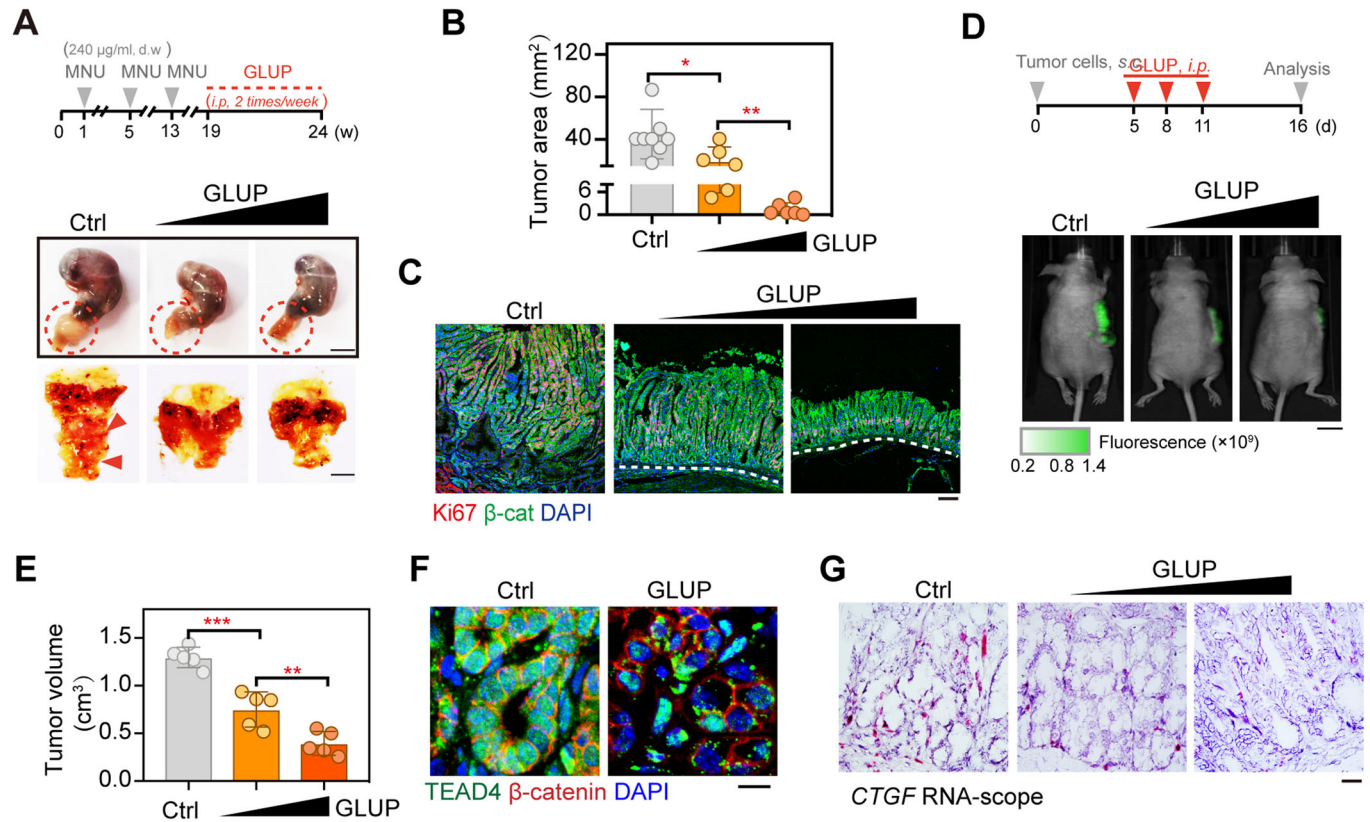 A
(240 µg/ml, d.w )
MNU MNU MNU
GLUP
(i.p, 2 times/week)
0 1 5 13 19 24 (w)
GLUP
Ctrl
B
Tumor area (mm²)
120
80
40
6
0
* **
Ctrl
GLUP
C
Ctrl
GLUP
Ki67 β-cat DAPI
D
Tumor cells, s.c.
GLUP, i.p.
Analysis
0 5 8 11 16 (d)
GLUP
Ctrl
Fluorescence (×10⁹)
0.2 0.8 1.4
E
Tumor volume
(cm³)
1.5
1.0
0.5
0.0
*** **
Ctrl
GLUP
F
Ctrl GLUP
TEAD4 β-catenin DAPI
G
Ctrl
GLUP
CTGF RNA-scope